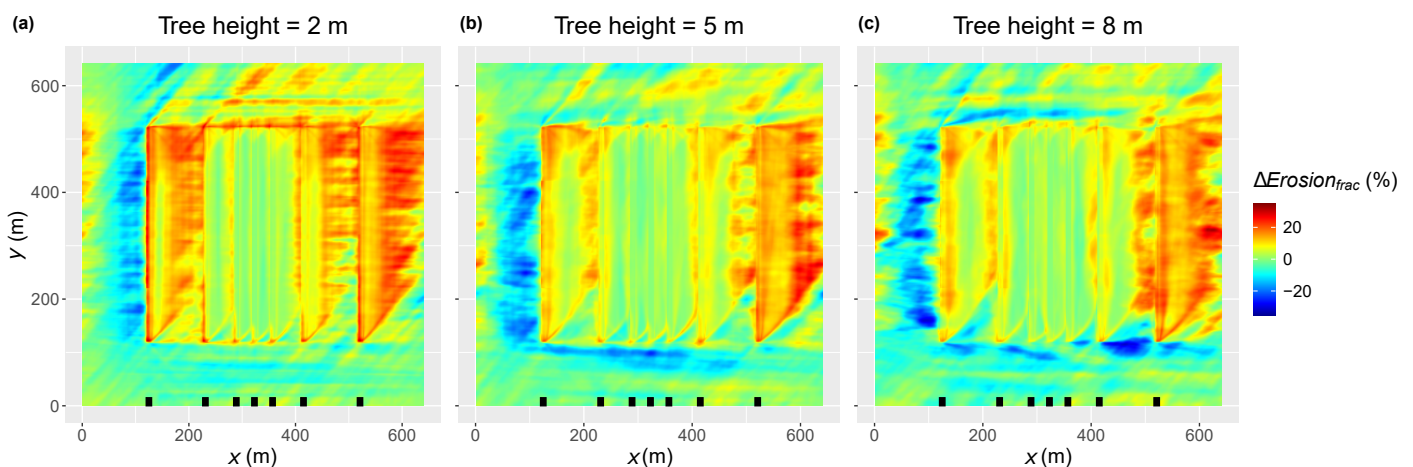 (a) Tree height = 2 m
(b) Tree height = 5 m
(c) Tree height = 8 m
y (m)
600
400
200
0
0 200 400 600
x (m)
0 200 400 600
x (m)
0 200 400 600
x (m)
ΔErosionfrac (%)
20
0
−20